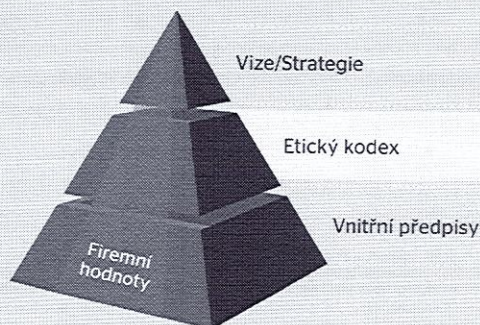 Vize/Strategie
Etický kodex
Vnitřní předpisy
Firemní
hodnoty